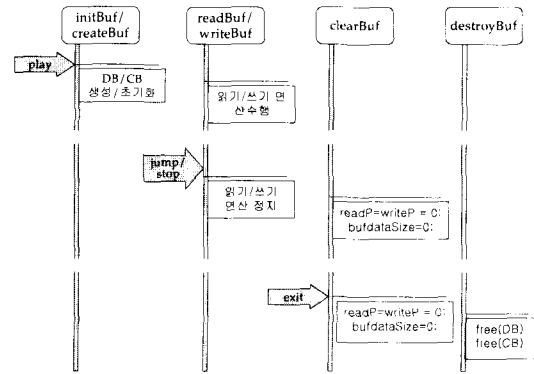 initBuf/
createBuf
readBuf/
writeBuf
clearBuf
destroyBuf
play
DB/CB
생성/초기화
읽기/쓰기 연
산수행
jump/
stop
읽기/쓰기
연산 정지
readP=writeP = 0;
bufdataSize=0;
exit
readP=writeP = 0;
bufdataSize=0;
free(DB)
free(CB)